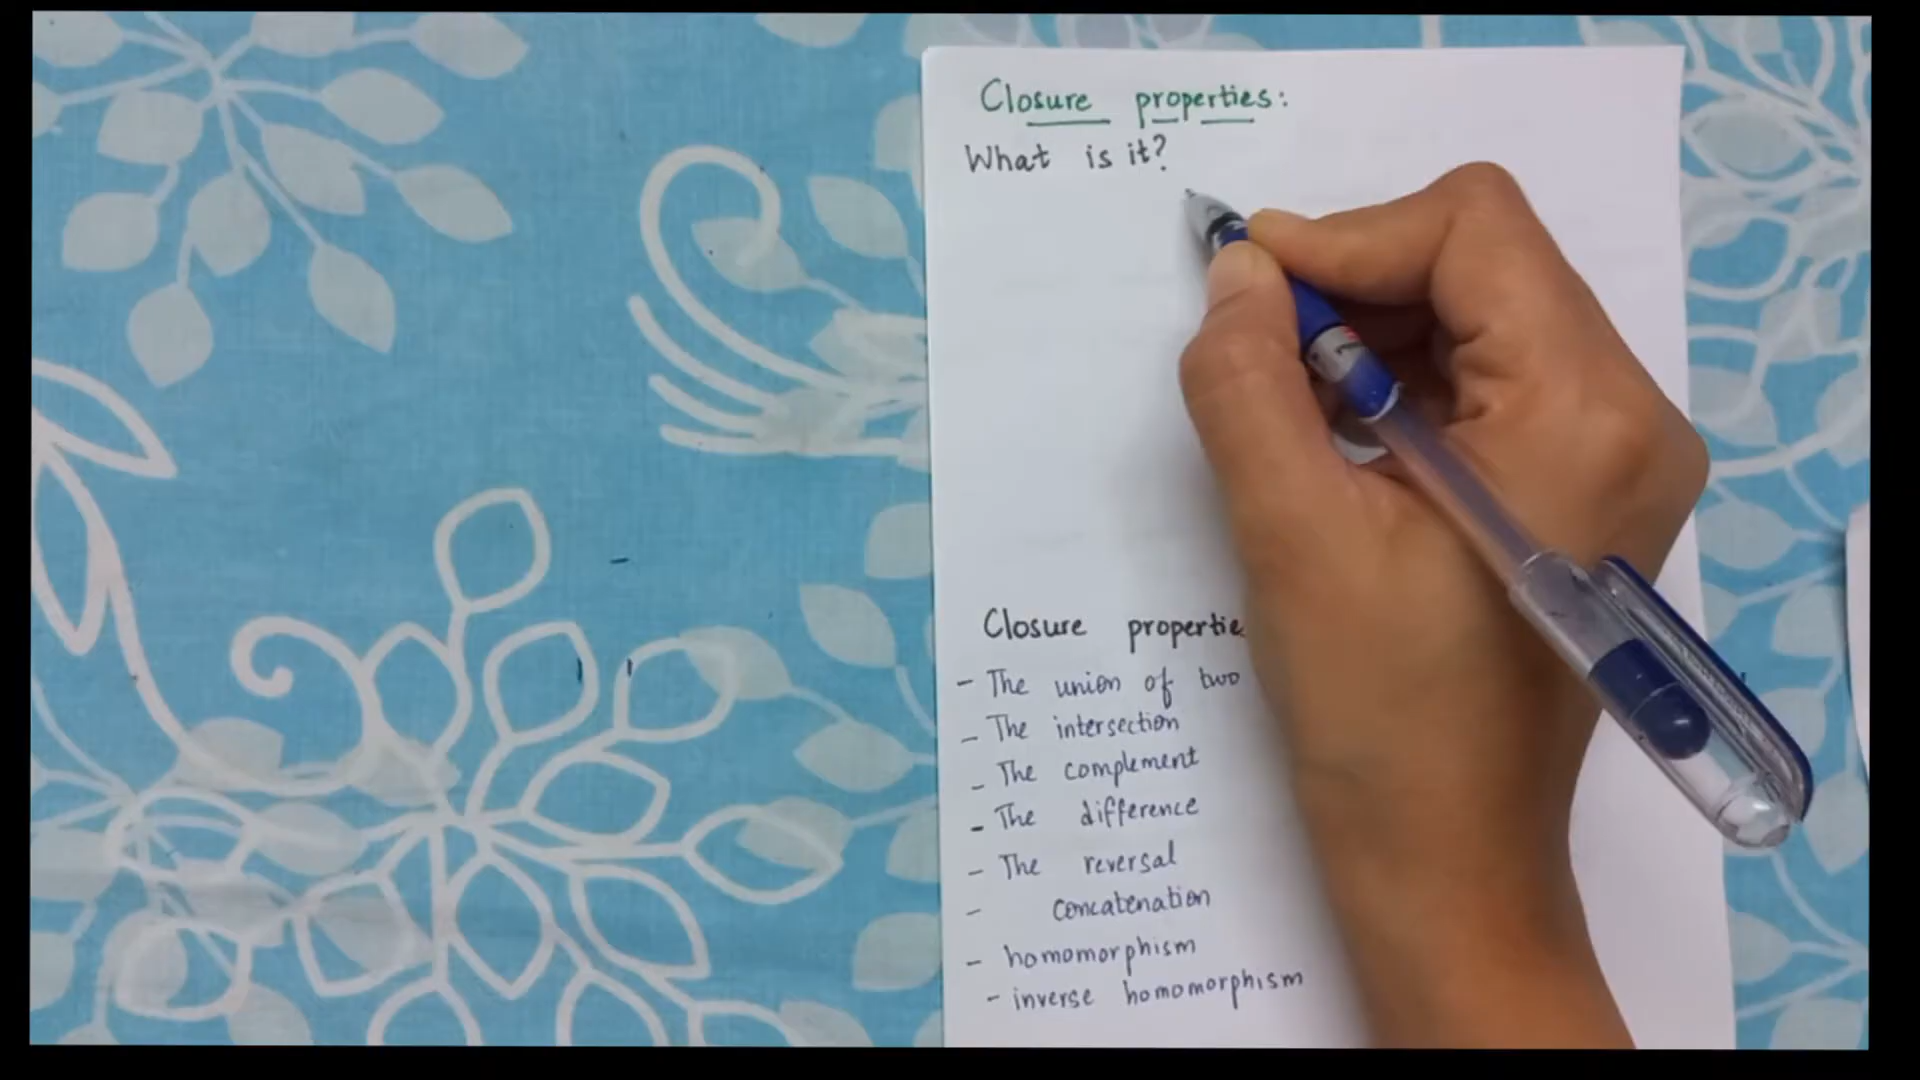 Closure properties:
What is it?
Closure propertie
- The union of two
- The intersection
- The complement
- The difference
- The reversal
- concatenation
- homomorphism
- inverse homomorphism